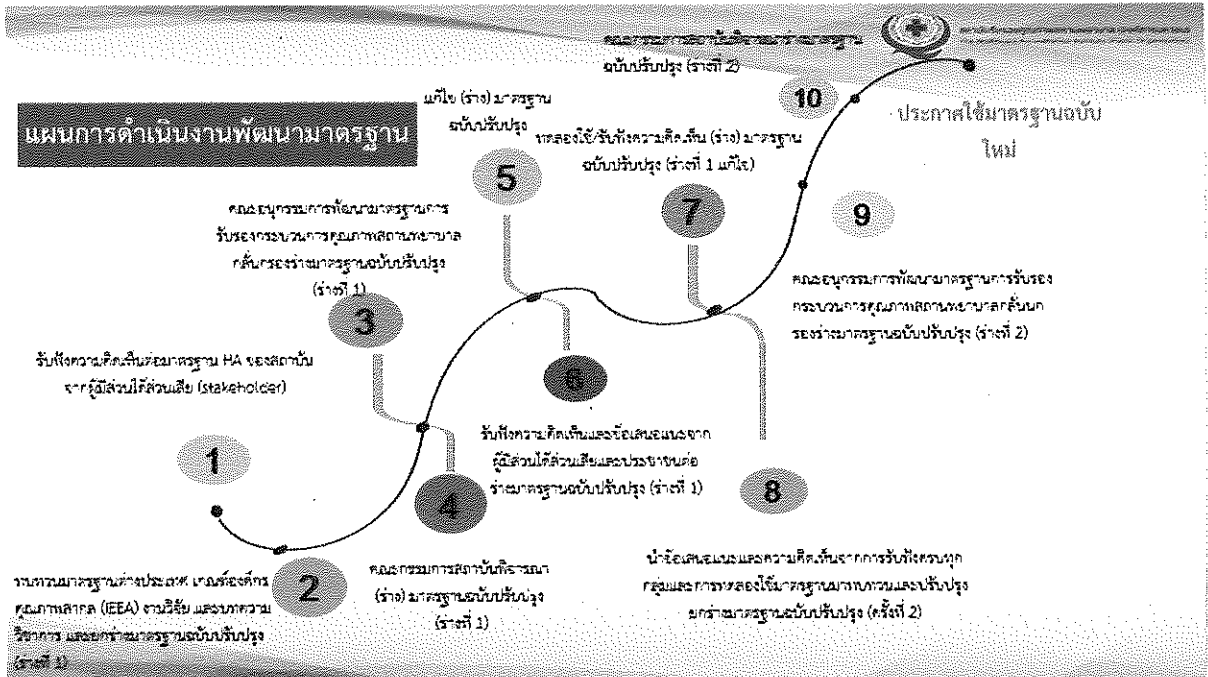 แผนการดำเนินงานพัฒนามาตรฐาน
1
รับฟังความคิดเห็นต่อมาตรฐาน HA ของสถาบัน
จากผู้มีส่วนได้ส่วนเสีย (stakeholder)
2
ทบทวนมาตรฐานต่างประเทศ เกณฑ์องค์กร
คุณภาพสากล (IEEA) งานวิจัย และบทความ
วิชาการ และยกร่างมาตรฐานฉบับปรับปรุง
(ร่างที่ 1)
3
คณะอนุกรรมการพัฒนามาตรฐานการ
รับรองกระบวนการคุณภาพสถานพยาบาล
กลั่นกรองร่างมาตรฐานฉบับปรับปรุง
(ร่างที่ 1)
4
คณะกรรมการสถาบันพิจารณา
(ร่าง) มาตรฐานฉบับปรับปรุง
(ร่างที่ 1)
5
แก้ไข (ร่าง) มาตรฐาน
ฉบับปรับปรุง
6
รับฟังความคิดเห็นและข้อเสนอแนะจาก
ผู้มีส่วนได้ส่วนเสียและประชาชนต่อ
ร่างมาตรฐานฉบับปรับปรุง (ร่างที่ 1)
7
ทดลองใช้/รับฟังความคิดเห็น (ร่าง) มาตรฐาน
ฉบับปรับปรุง (ร่างที่ 1 แก้ไข)
8
นำข้อเสนอแนะและความคิดเห็นจากการรับฟังครบทุก
กลุ่มและการทดลองใช้มาตรฐานมาทบทวนและปรับปรุง
ยกร่างมาตรฐานฉบับปรับปรุง (ครั้งที่ 2)
9
คณะอนุกรรมการพัฒนามาตรฐานการรับรอง
กระบวนการคุณภาพสถานพยาบาลกลั่นก
รองร่างมาตรฐานฉบับปรับปรุง (ร่างที่ 2)
10
คณะกรรมการสถาบันพิจารณาร่างมาตรฐาน
ฉบับปรับปรุง (ร่างที่ 2)
ประกาศใช้มาตรฐานฉบับ
ใหม่